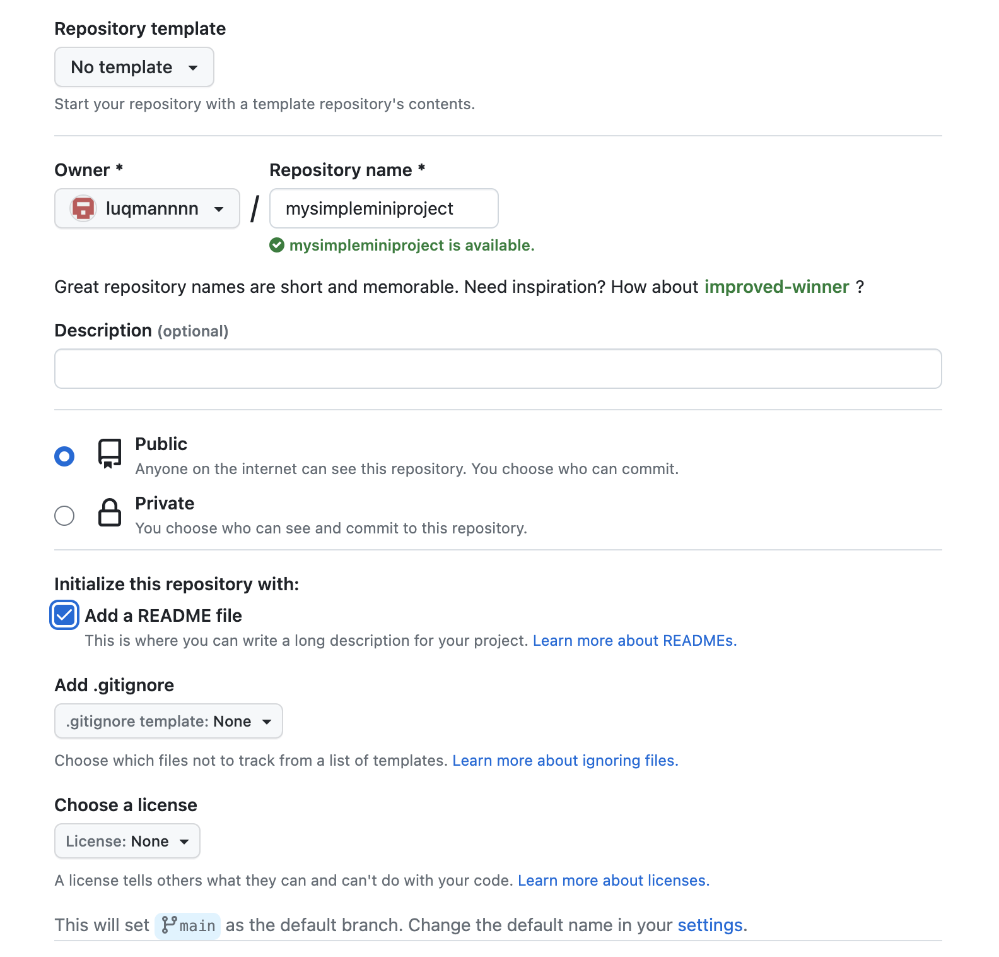 Repository template
No template
Start your repository with a template repository's contents.
Owner * Repository name *
luqmannnn / mysimpleminiproject
mysimpleminiproject is available.
Great repository names are short and memorable. Need inspiration? How about improved-winner ?
Description (optional)
Public
Anyone on the internet can see this repository. You choose who can commit.
Private
You choose who can see and commit to this repository.
Initialize this repository with:
Add a README file
This is where you can write a long description for your project. Learn more about READMEs.
Add .gitignore
.gitignore template: None
Choose which files not to track from a list of templates. Learn more about ignoring files.
Choose a license
License: None
A license tells others what they can and can't do with your code. Learn more about licenses.
This will set main as the default branch. Change the default name in your settings.